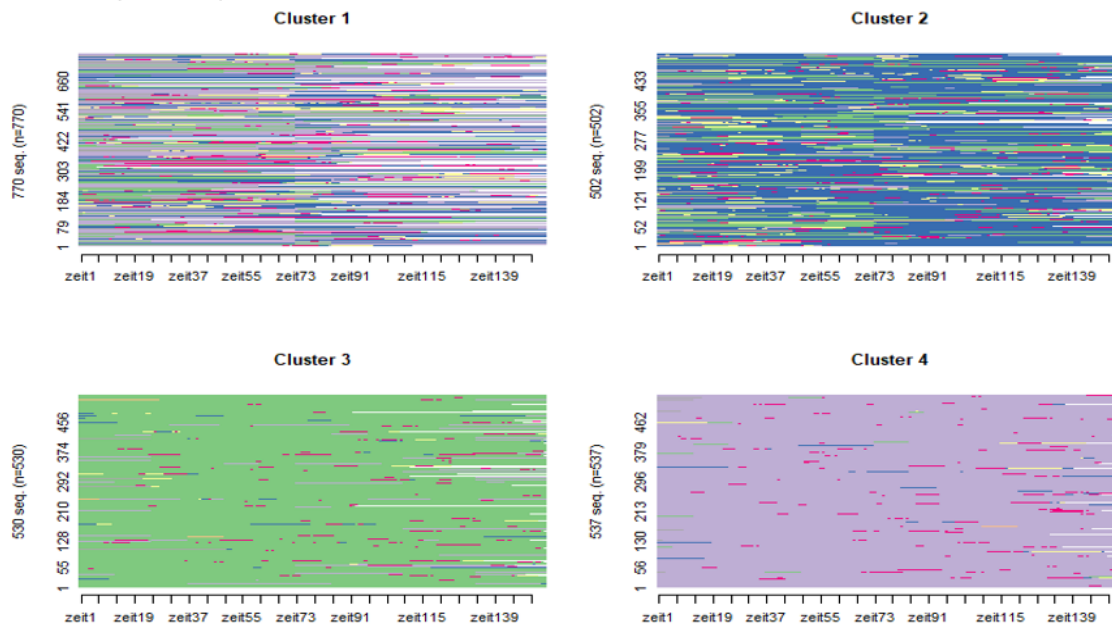 Cluster 1
770 seq. (n=770)
660
541
422
303
184
79
1
zeit1 zeit19 zeit37 zeit55 zeit73 zeit91 zeit115 zeit139
Cluster 2
502 seq. (n=502)
433
355
277
199
121
52
1
zeit1 zeit19 zeit37 zeit55 zeit73 zeit91 zeit115 zeit139
Cluster 3
530 seq. (n=530)
456
374
292
210
128
55
1
zeit1 zeit19 zeit37 zeit55 zeit73 zeit91 zeit115 zeit139
Cluster 4
537 seq. (n=537)
462
379
296
213
130
56
1
zeit1 zeit19 zeit37 zeit55 zeit73 zeit91 zeit115 zeit139